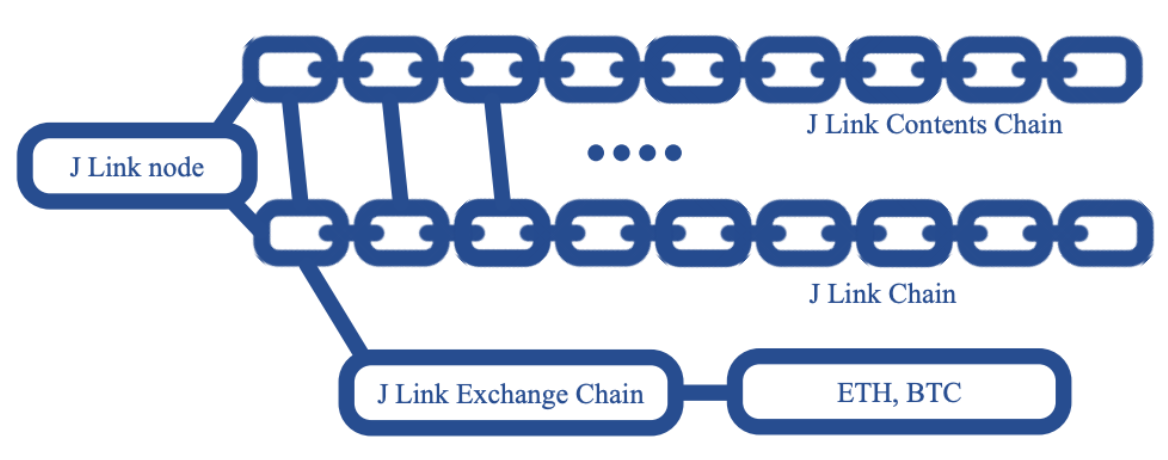 J Link Contents Chain
J Link node
J Link Chain
J Link Exchange Chain
ETH, BTC